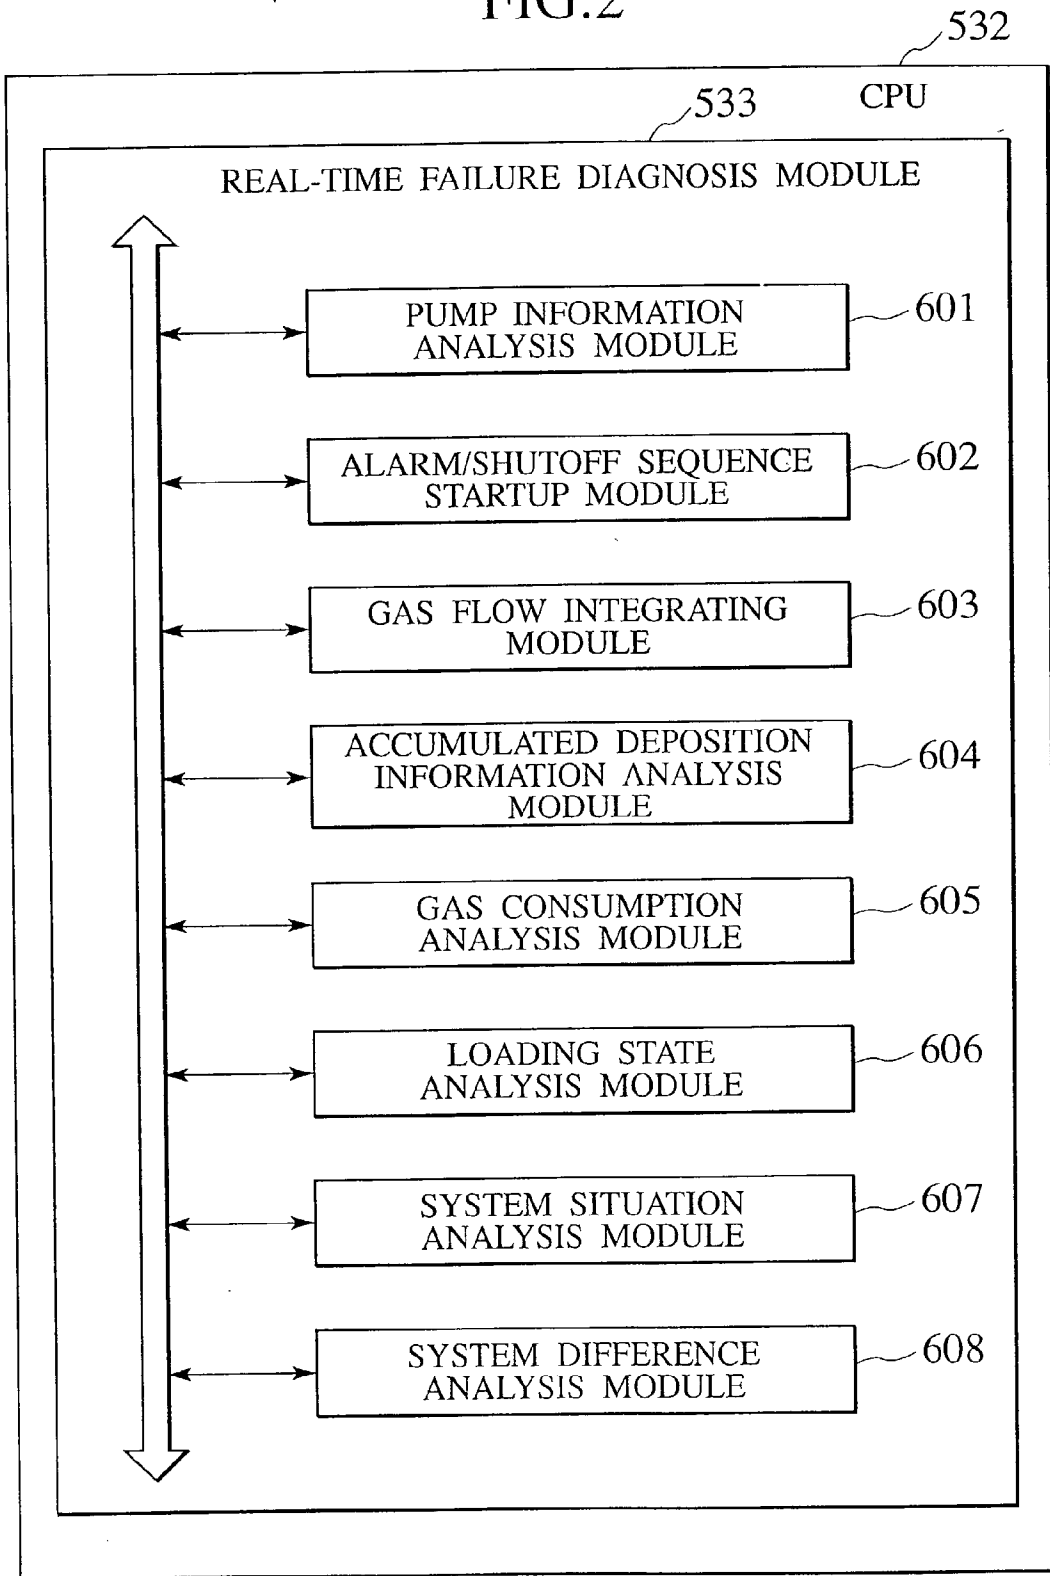 FIG.2
532
CPU
533
REAL-TIME FAILURE DIAGNOSIS MODULE
PUMP INFORMATION
ANALYSIS MODULE
601
ALARM/SHUTOFF SEQUENCE
STARTUP MODULE
602
GAS FLOW INTEGRATING
MODULE
603
ACCUMULATED DEPOSITION
INFORMATION ANALYSIS
MODULE
604
GAS CONSUMPTION
ANALYSIS MODULE
605
LOADING STATE
ANALYSIS MODULE
606
SYSTEM SITUATION
ANALYSIS MODULE
607
SYSTEM DIFFERENCE
ANALYSIS MODULE
608